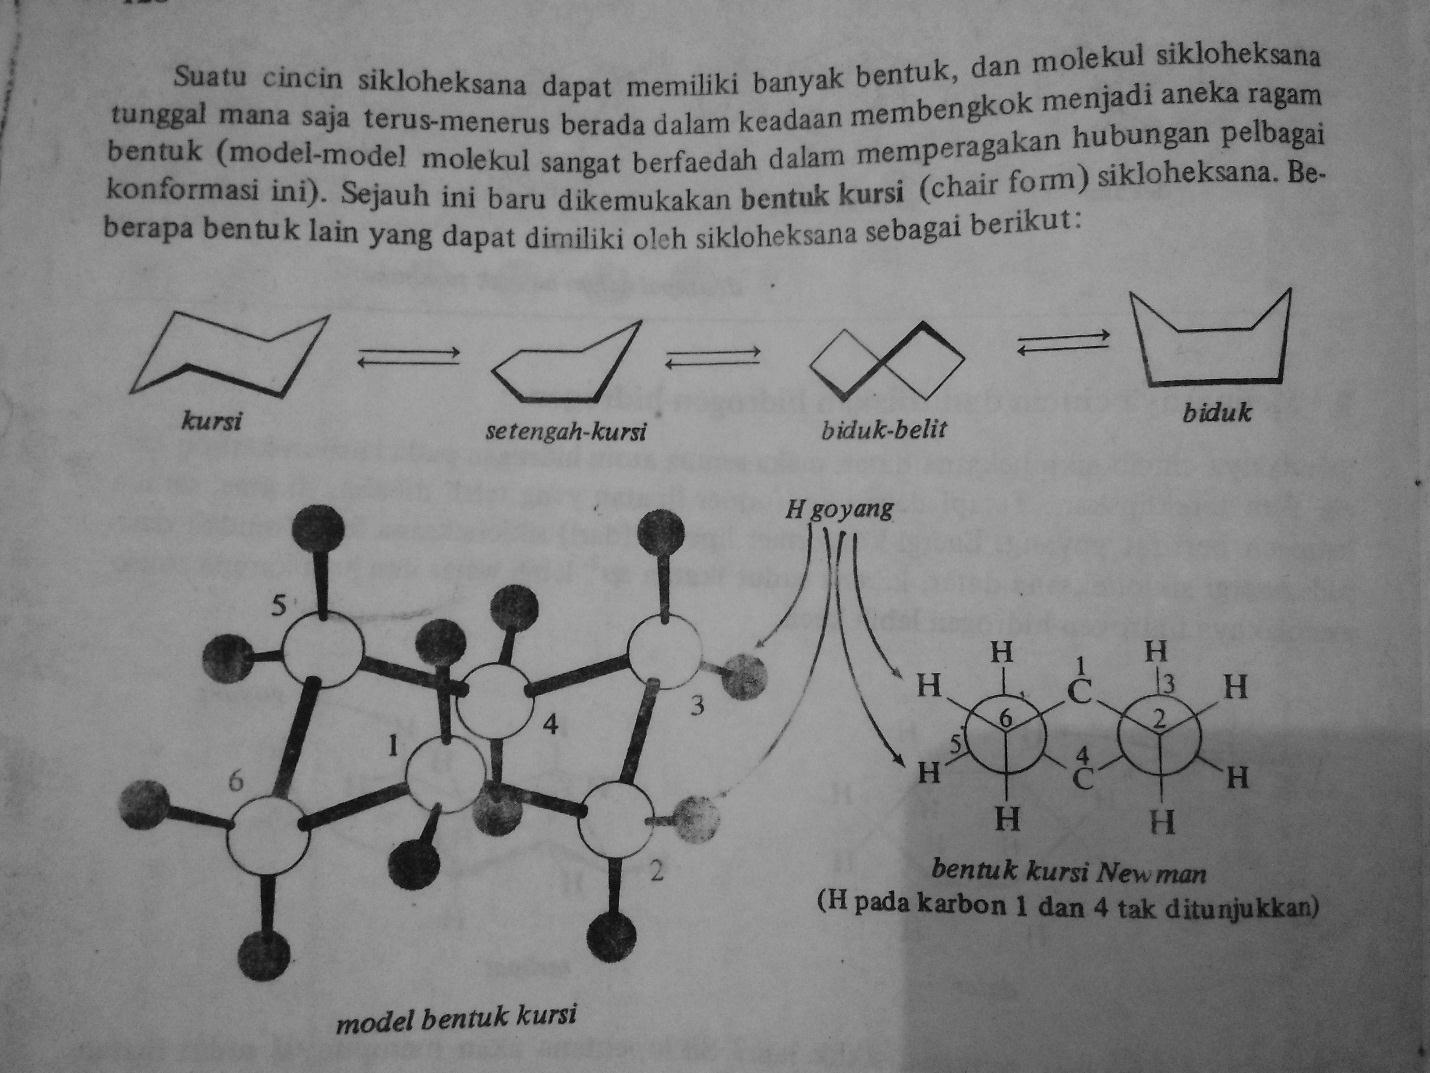 Suatu cincin sikloheksana dapat memiliki banyak bentuk, dan molekul sikloheksana
tunggal mana saja terus-menerus berada dalam keadaan membengkok menjadi aneka ragam
bentuk (model-model molekul sangat berfaedah dalam memperagakan hubungan pelbagai
konformasi ini). Sejauh ini baru dikemukakan bentuk kursi (chair form) sikloheksana. Be-
berapa bentuk lain yang dapat dimiliki oleh sikloheksana sebagai berikut:
kursi
setengah-kursi
biduk-belit
biduk
H goyang
5
4
3
1
6
2
model bentuk kursi
H
H
H
1
C
3
H
6
2
5
4
C
H
H
H
H
bentuk kursi Newman
(H pada karbon 1 dan 4 tak ditunjukkan)